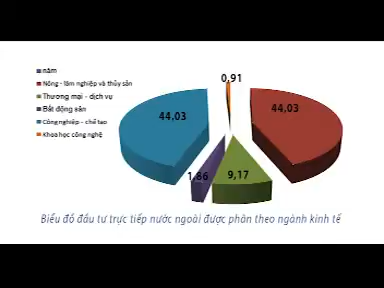 năm
Nông - lâm nghiệp và thủy sản
Thương mại - dịch vụ
Bất động sản
Công nghiệp - chế tao
Khoa học công nghệ
0,91
44,03
44,03
1,86
9,17
Biểu đồ đầu tư trực tiếp nước ngoài được phân theo ngành kinh tế